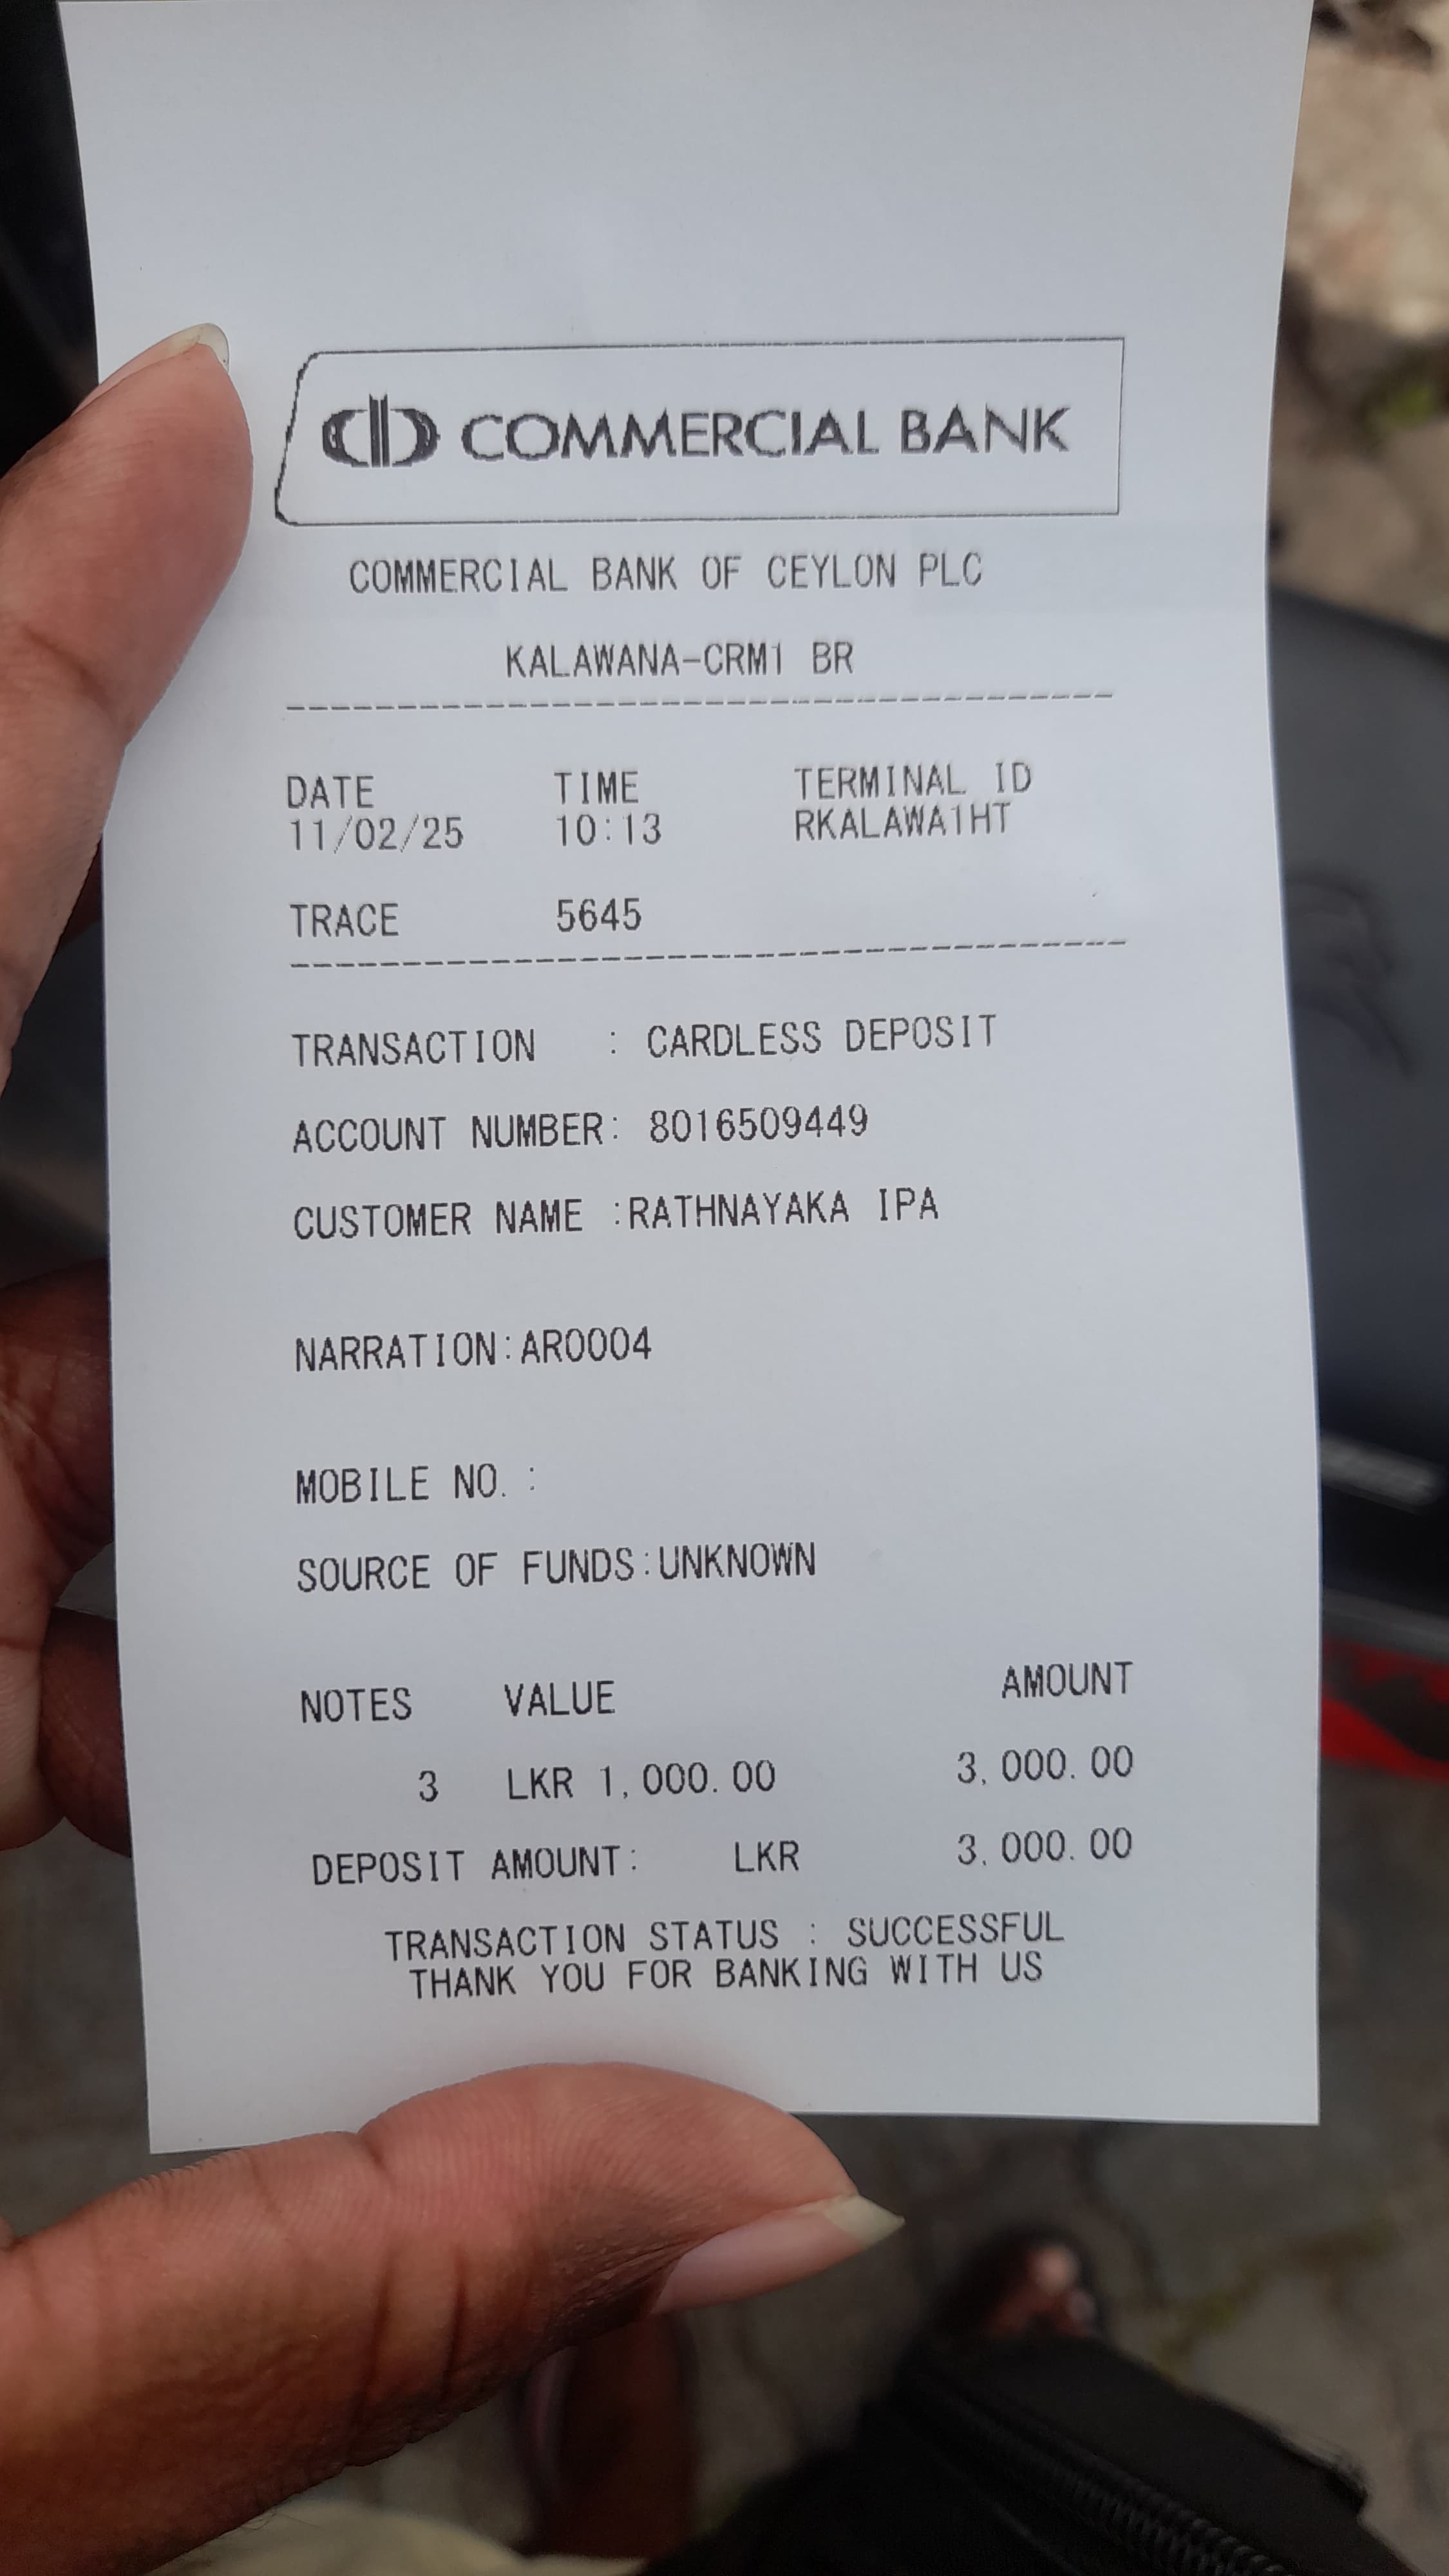 COMMERCIAL BANK
COMMERCIAL BANK OF CEYLON PLC
KALAWANA-CRM1 BR
DATE TIME TERMINAL ID
11/02/25 10:13 RKALAWA1HT
TRACE 5645
TRANSACTION : CARDLESS DEPOSIT
ACCOUNT NUMBER: 8016509449
CUSTOMER NAME :RATHNAYAKA IPA
NARRATION:AR0004
MOBILE NO. :
SOURCE OF FUNDS:UNKNOWN
NOTES VALUE AMOUNT
3 LKR 1,000.00 3,000.00
DEPOSIT AMOUNT: LKR 3,000.00
TRANSACTION STATUS : SUCCESSFUL
THANK YOU FOR BANKING WITH US